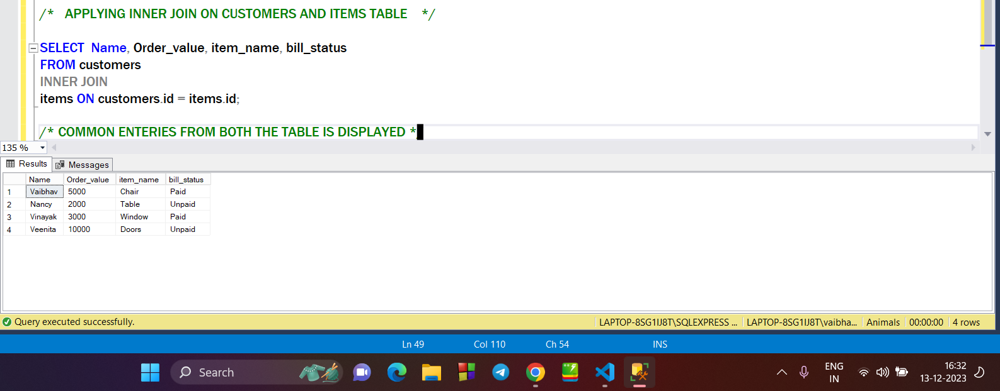 /* APPLYING INNER JOIN ON CUSTOMERS AND ITEMS TABLE */
SELECT Name, Order_value, item_name, bill_status
FROM customers
INNER JOIN
items ON customers.id = items.id;
/* COMMON ENTERIES FROM BOTH THE TABLE IS DISPLAYED *
135 %
Results Messages
Name Order_value item_name bill_status
1 Vaibhav 5000 Chair Paid
2 Nancy 2000 Table Unpaid
3 Vinayak 3000 Window Paid
4 Veenita 10000 Doors Unpaid
Query executed successfully. LAPTOP-8SG1IJ8T\SQLEXPRESS ... LAPTOP-8SG1IJ8T\vaibha... Animals 00:00:00 4 rows
Ln 49 Col 110 Ch 54 INS
Search ENG 16:32
IN 13-12-2023